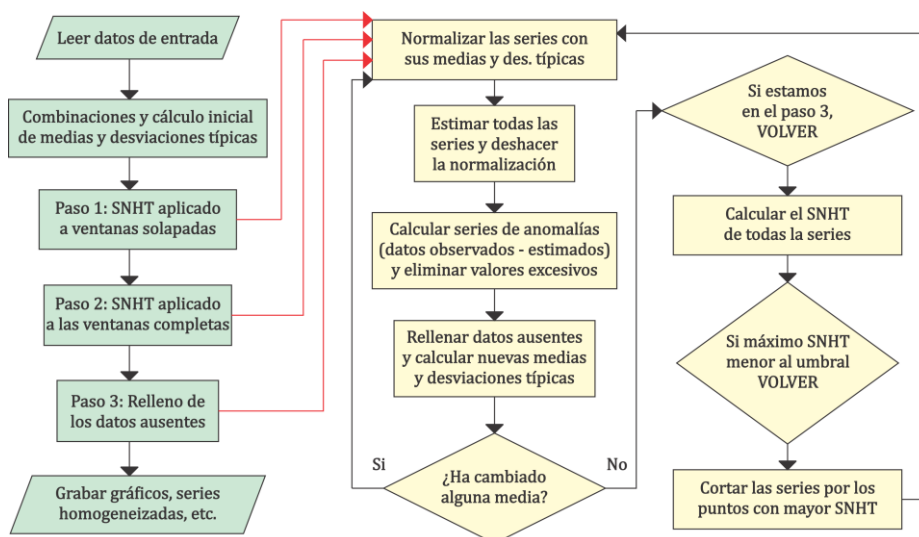 Leer datos de entrada
Combinaciones y cálculo inicial
de medias y desviaciones típicas
Paso 1: SNHT aplicado
a ventanas solapadas
Paso 2: SNHT aplicado
a las ventanas completas
Paso 3: Relleno de
los datos ausentes
Grabar gráficos, series
homogeneizadas, etc.
Normalizar las series con
sus medias y des. típicas
Estimar todas las
series y deshacer
la normalización
Calcular series de anomalías
(datos observados - estimados)
y eliminar valores excesivos
Rellenar datos ausentes
y calcular nuevas medias
y desviaciones típicas
Si
No
¿Ha cambiado
alguna media?
Si estamos
en el paso 3,
VOLVER
Calcular el SNHT
de todas la series
Si máximo SNHT
menor al umbral
VOLVER
Cortar las series por los
puntos con mayor SNHT